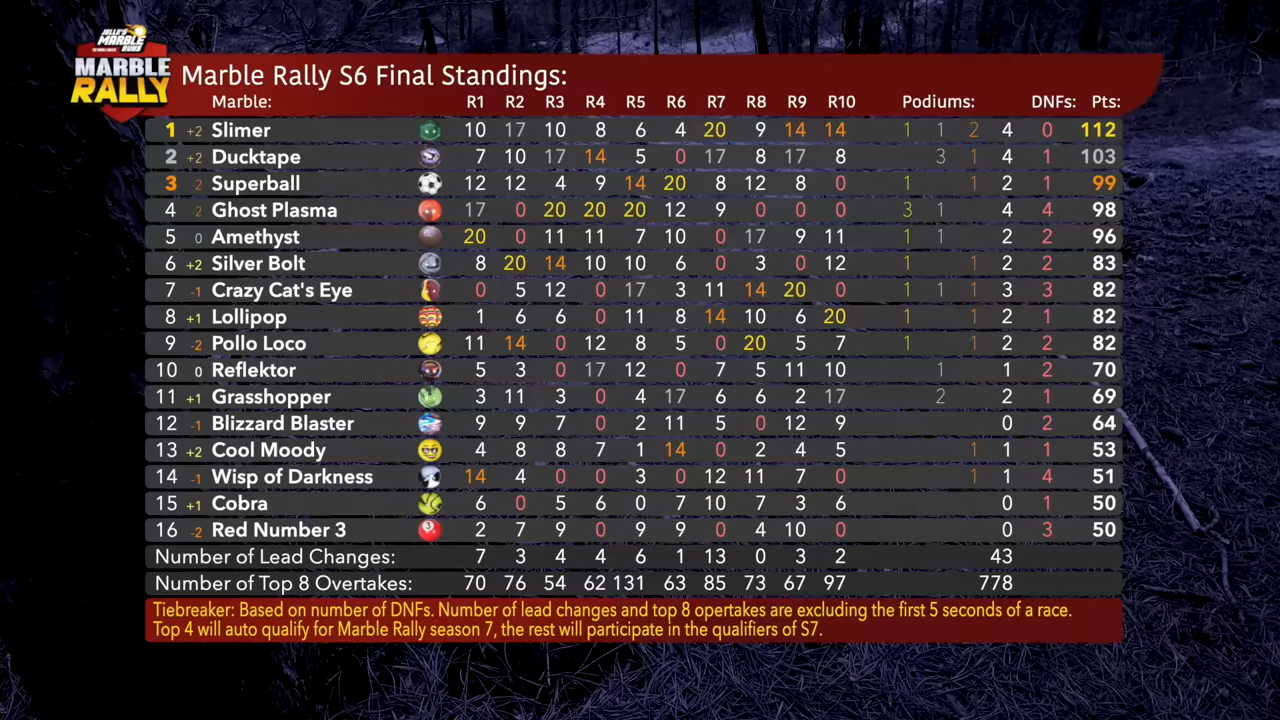 JELLE'S
MARBLE
RUNS
MARBLE
RALLY
Marble Rally S6 Final Standings:
Marble: R1 R2 R3 R4 R5 R6 R7 R8 R9 R10 Podiums: DNFs: Pts:
1 +2 Slimer 10 17 10 8 6 4 20 9 14 14 1 1 2 4 0 112
2 +2 Ducktape 7 10 17 14 5 0 17 8 17 8 3 1 4 1 103
3 2 Superball 12 12 4 9 14 20 8 12 8 0 1 1 2 1 99
4 2 Ghost Plasma 17 0 20 20 20 12 9 0 0 0 3 1 4 4 98
5 0 Amethyst 20 0 11 11 7 10 0 17 9 11 1 1 2 2 96
6 +2 Silver Bolt 8 20 14 10 10 6 0 3 0 12 1 1 2 2 83
7 -1 Crazy Cat's Eye 0 5 12 0 17 3 11 14 20 0 1 1 1 3 3 82
8 +1 Lollipop 1 6 6 0 11 8 14 10 6 20 1 1 2 1 82
9 -2 Pollo Loco 11 14 0 12 8 5 0 20 5 7 1 1 2 2 82
10 0 Reflektor 5 3 0 17 12 0 7 5 11 10 1 1 2 70
11 +1 Grasshopper 3 11 3 0 4 17 6 6 2 17 2 2 1 69
12 -1 Blizzard Blaster 9 9 7 0 2 11 5 0 12 9 0 2 64
13 +2 Cool Moody 4 8 8 7 1 14 0 2 4 5 1 1 1 53
14 -1 Wisp of Darkness 14 4 0 0 3 0 12 11 7 0 1 1 4 51
15 +1 Cobra 6 0 5 6 0 7 10 7 3 6 0 1 50
16 -2 Red Number 3 2 7 9 0 9 9 0 4 10 0 0 3 50
Number of Lead Changes: 7 3 4 4 6 1 13 0 3 2 43
Number of Top 8 Overtakes: 70 76 54 62 131 63 85 73 67 97 778
Tiebreaker: Based on number of DNFs. Number of lead changes and top 8 opertakes are excluding the first 5 seconds of a race.
Top 4 will auto qualify for Marble Rally season 7, the rest will participate in the qualifiers of S7.